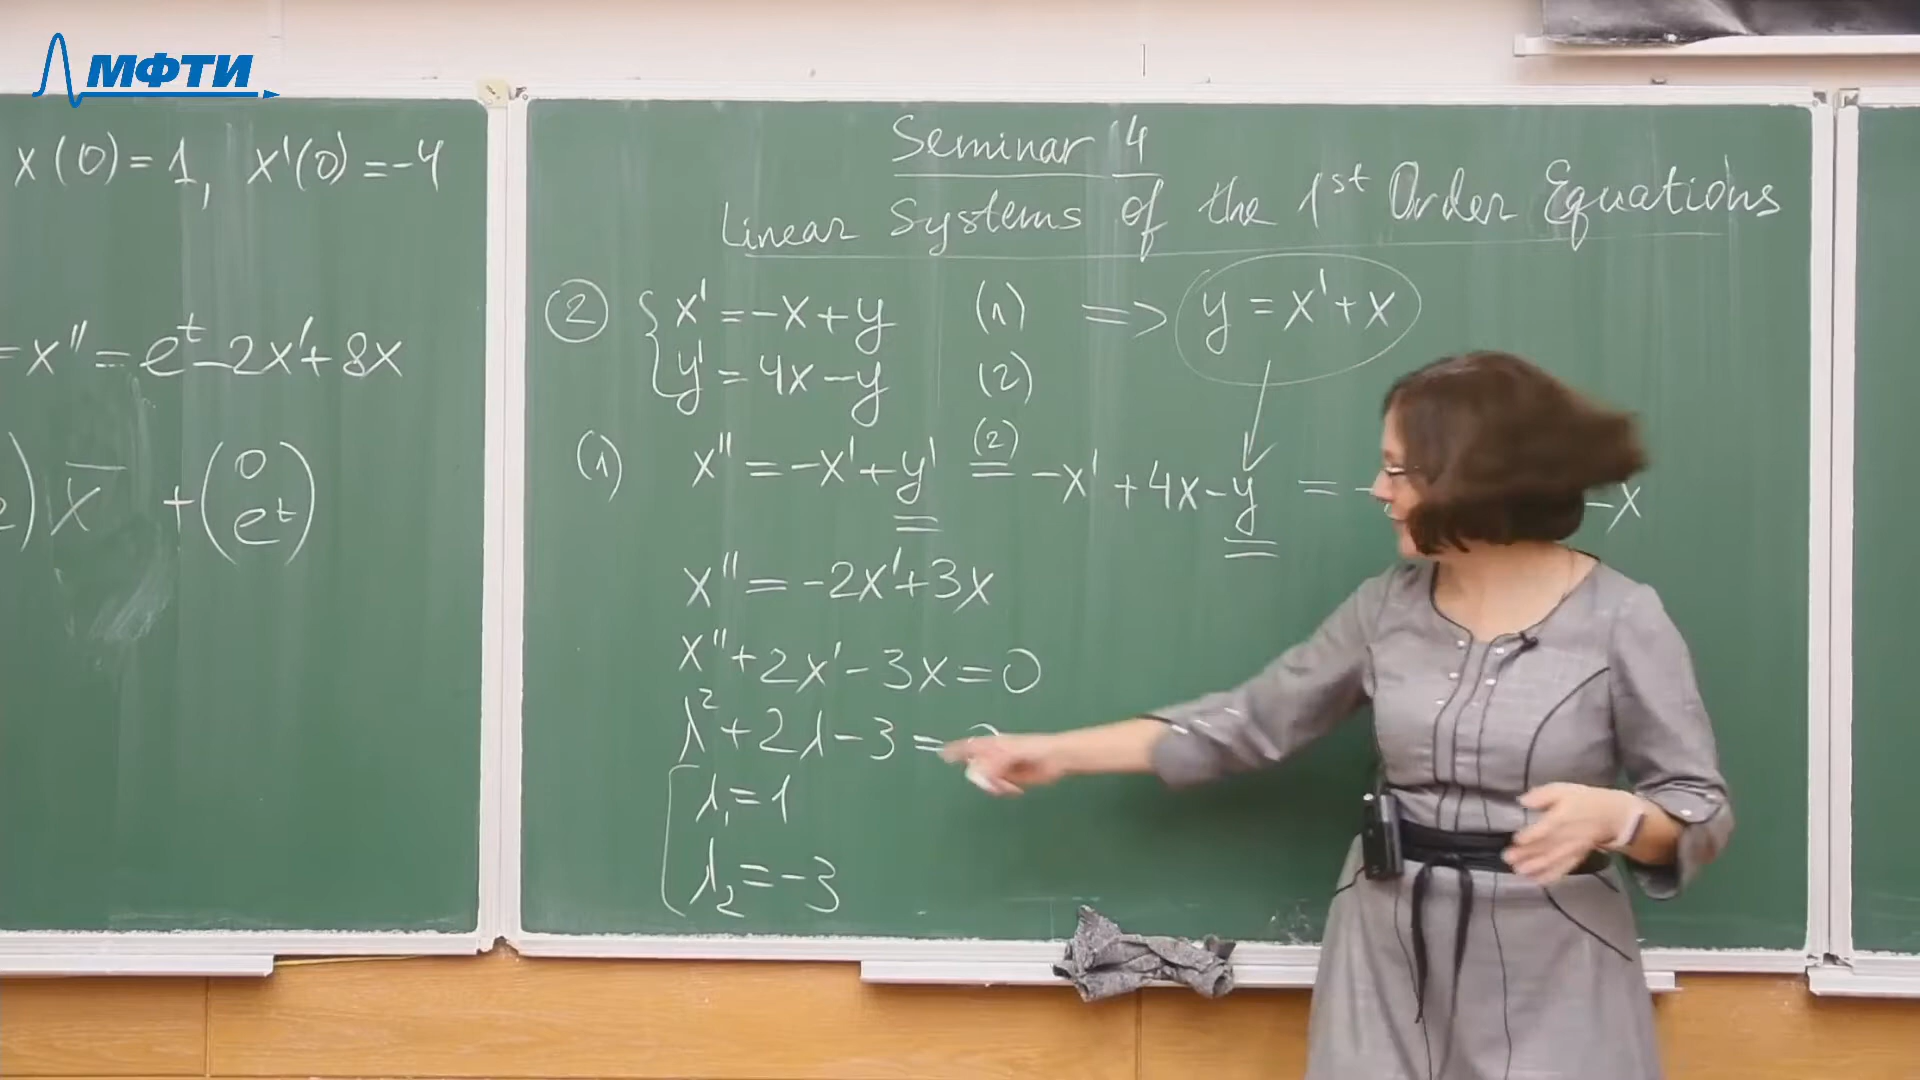 МФТИ
x(0)=1, x'(0)=-4
=x''=e^t-2x'+8x
)x̄ +(0
e^t)
Seminar 4
Linear Systems of the 1st Order Equations
② {x'=-x+y (1) => y=x'+x
y'=4x-y (2)
(1) x''=-x'+y' (2)= -x'+4x-y = - -x
x''=-2x'+3x
x''+2x'-3x=0
λ²+2λ-3=0
[λ₁=1
λ₂=-3